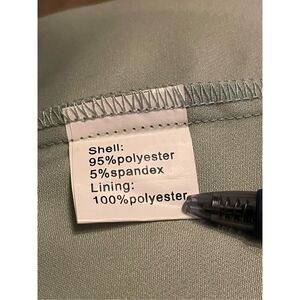 Shell:
95%polyester
5%spandex
Lining:
100%polyester